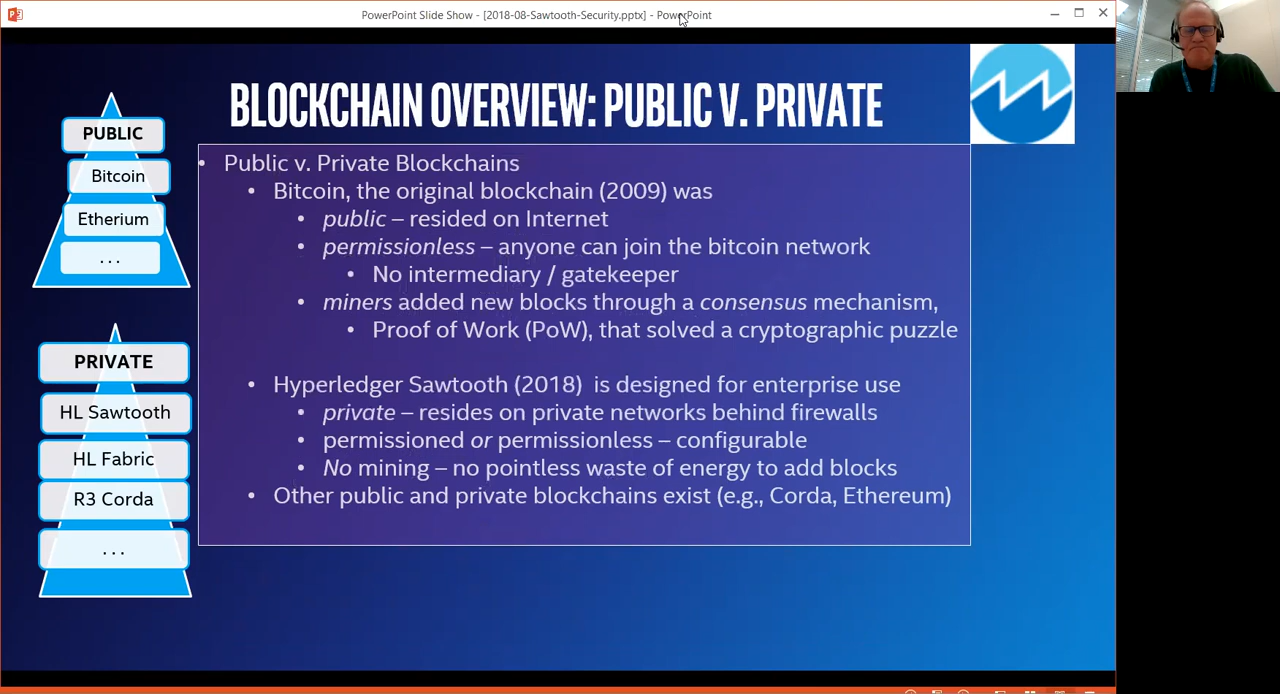 PowerPoint Slide Show - [2018-08-Sawtooth-Security.pptx] - PowerPoint
BLOCKCHAIN OVERVIEW: PUBLIC V. PRIVATE
PUBLIC
Bitcoin
Etherium
...
PRIVATE
HL Sawtooth
HL Fabric
R3 Corda
...
• Public v. Private Blockchains
• Bitcoin, the original blockchain (2009) was
• public – resided on Internet
• permissionless – anyone can join the bitcoin network
• No intermediary / gatekeeper
• miners added new blocks through a consensus mechanism,
• Proof of Work (PoW), that solved a cryptographic puzzle
• Hyperledger Sawtooth (2018)  is designed for enterprise use
• private – resides on private networks behind firewalls
• permissioned or permissionless – configurable
• No mining – no pointless waste of energy to add blocks
• Other public and private blockchains exist (e.g., Corda, Ethereum)